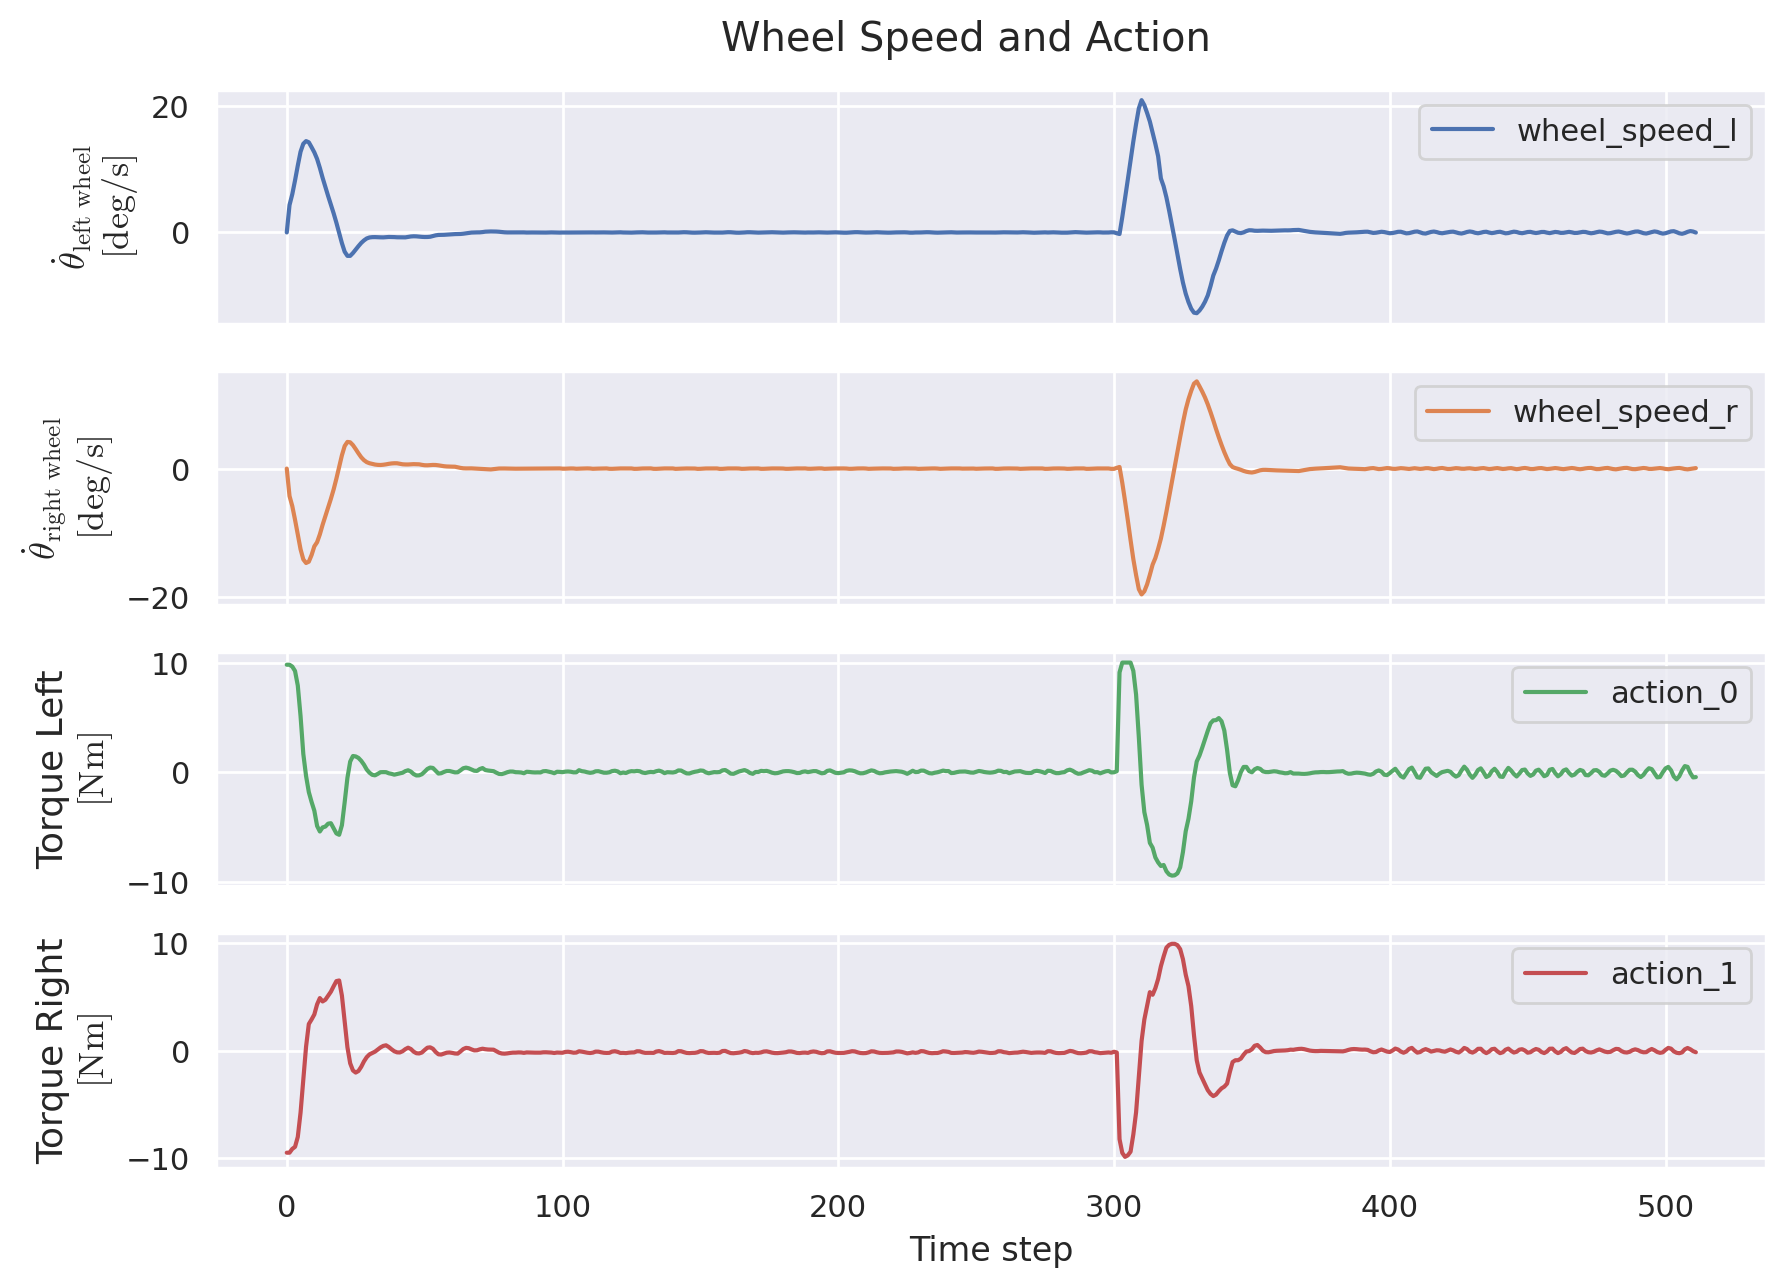 Wheel Speed and Action
θ̇left wheel
[deg/s]
20
0
wheel_speed_l
θ̇right wheel
[deg/s]
0
−20
wheel_speed_r
Torque Left
[Nm]
10
0
−10
action_0
Torque Right
[Nm]
10
0
−10
action_1
0 100 200 300 400 500
Time step